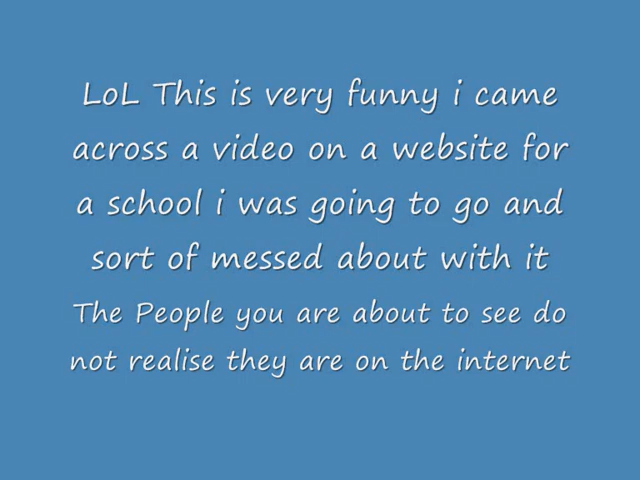 LoL This is very funny i came
across a video on a website for
a school i was going to go and
sort of messed about with it
The People you are about to see do
not realise they are on the internet